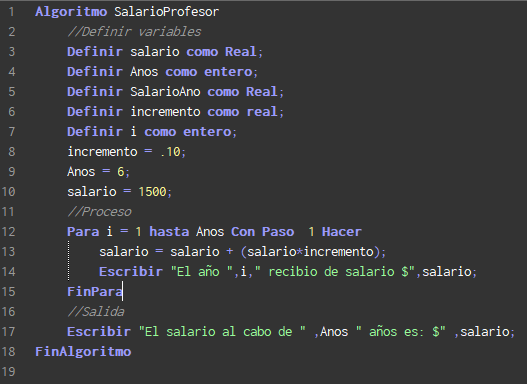 1 Algoritmo SalarioProfesor
2 //Definir variables
3 Definir salario como Real;
4 Definir Anos como entero;
5 Definir SalarioAno como Real;
6 Definir incremento como real;
7 Definir i como entero;
8 incremento = .10;
9 Anos = 6;
10 salario = 1500;
11 //Proceso
12 Para i = 1 hasta Anos Con Paso 1 Hacer
13 salario = salario + (salario*incremento);
14 Escribir "El año ",i," recibio de salario $",salario;
15 FinPara
16 //Salida
17 Escribir "El salario al cabo de " ,Anos " años es: $" ,salario;
18 FinAlgoritmo
19